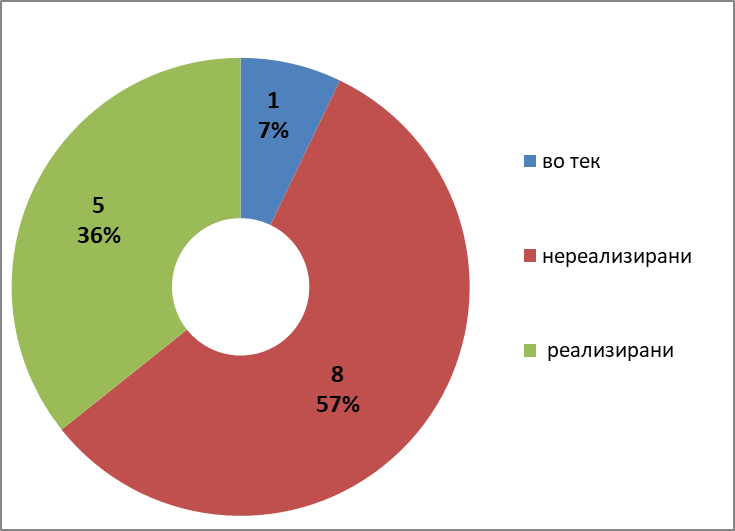 1
7%
5
36%
8
57%
во тек
нереализирани
реализирани